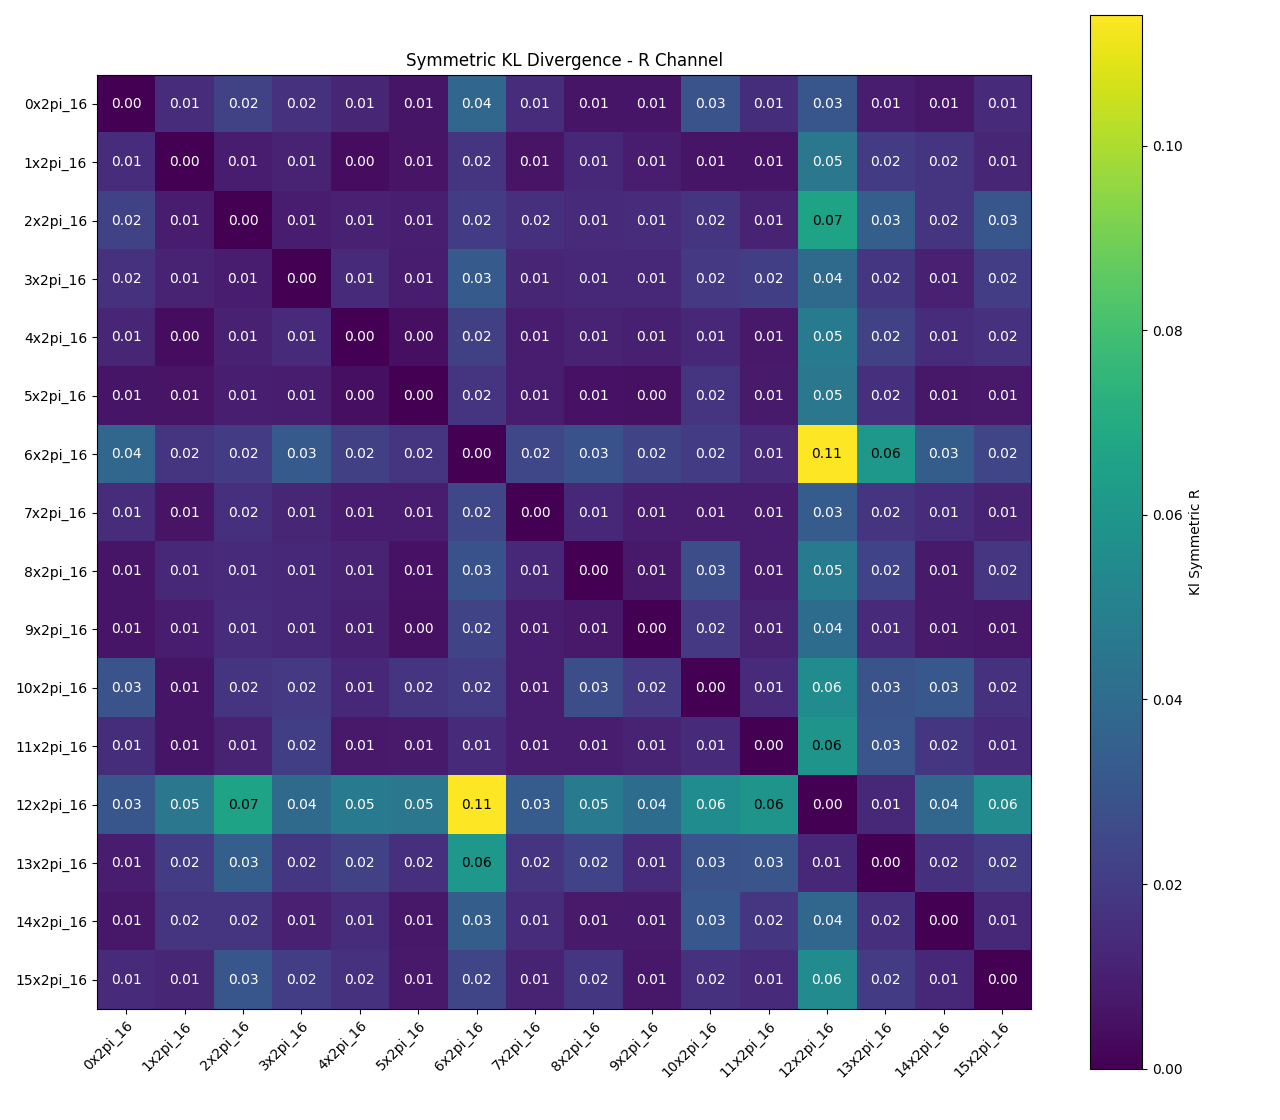 Symmetric KL Divergence - R Channel
0x2pi_16 0.00 0.01 0.02 0.02 0.01 0.01 0.04 0.01 0.01 0.01 0.03 0.01 0.03 0.01 0.01 0.01
1x2pi_16 0.01 0.00 0.01 0.01 0.00 0.01 0.02 0.01 0.01 0.01 0.01 0.01 0.05 0.02 0.02 0.01
2x2pi_16 0.02 0.01 0.00 0.01 0.01 0.01 0.02 0.02 0.01 0.01 0.02 0.01 0.07 0.03 0.02 0.03
3x2pi_16 0.02 0.01 0.01 0.00 0.01 0.01 0.03 0.01 0.01 0.01 0.02 0.02 0.04 0.02 0.01 0.02
4x2pi_16 0.01 0.00 0.01 0.01 0.00 0.00 0.02 0.01 0.01 0.01 0.01 0.01 0.05 0.02 0.01 0.02
5x2pi_16 0.01 0.01 0.01 0.01 0.00 0.00 0.02 0.01 0.01 0.00 0.02 0.01 0.05 0.02 0.01 0.01
6x2pi_16 0.04 0.02 0.02 0.03 0.02 0.02 0.00 0.02 0.03 0.02 0.02 0.01 0.11 0.06 0.03 0.02
7x2pi_16 0.01 0.01 0.02 0.01 0.01 0.01 0.02 0.00 0.01 0.01 0.01 0.01 0.03 0.02 0.01 0.01
8x2pi_16 0.01 0.01 0.01 0.01 0.01 0.01 0.03 0.01 0.00 0.01 0.03 0.01 0.05 0.02 0.01 0.02
9x2pi_16 0.01 0.01 0.01 0.01 0.01 0.00 0.02 0.01 0.01 0.00 0.02 0.01 0.04 0.01 0.01 0.01
10x2pi_16 0.03 0.01 0.02 0.02 0.01 0.02 0.02 0.01 0.03 0.02 0.00 0.01 0.06 0.03 0.03 0.02
11x2pi_16 0.01 0.01 0.01 0.02 0.01 0.01 0.01 0.01 0.01 0.01 0.01 0.00 0.06 0.03 0.02 0.01
12x2pi_16 0.03 0.05 0.07 0.04 0.05 0.05 0.11 0.03 0.05 0.04 0.06 0.06 0.00 0.01 0.04 0.06
13x2pi_16 0.01 0.02 0.03 0.02 0.02 0.02 0.06 0.02 0.02 0.01 0.03 0.03 0.01 0.00 0.02 0.02
14x2pi_16 0.01 0.02 0.02 0.01 0.01 0.01 0.03 0.01 0.01 0.01 0.03 0.02 0.04 0.02 0.00 0.01
15x2pi_16 0.01 0.01 0.03 0.02 0.02 0.01 0.02 0.01 0.02 0.01 0.02 0.01 0.06 0.02 0.01 0.00
0x2pi_16 1x2pi_16 2x2pi_16 3x2pi_16 4x2pi_16 5x2pi_16 6x2pi_16 7x2pi_16 8x2pi_16 9x2pi_16 10x2pi_16 11x2pi_16 12x2pi_16 13x2pi_16 14x2pi_16 15x2pi_16
0.10
0.08
0.06
0.04
0.02
0.00
Kl Symmetric R